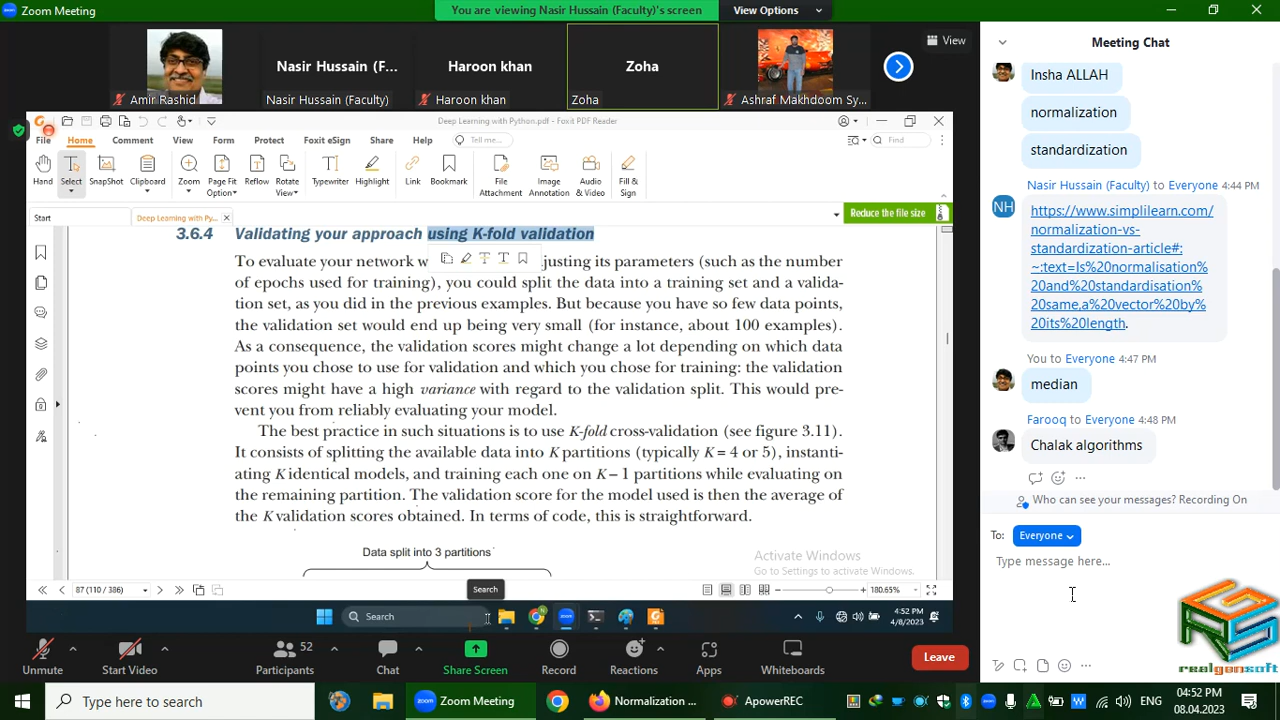 Zoom Meeting
You are viewing Nasir Hussain (Faculty)'s screen
View Options
View
Amir Rashid
Nasir Hussain (F...
Nasir Hussain (Faculty)
Haroon khan
Haroon khan
Zoha
Zoha
Ashraf Makhdoom Sy...
Deep Learning with Python.pdf - Foxit PDF Reader
File Home Comment View Form Protect Foxit eSign Share Help Tell me... Find
Hand Select SnapShot Clipboard Zoom Page Fit Option Reflow Rotate View Typewriter Highlight Link Bookmark File Attachment Image Annotation Audio & Video Fill & Sign
Start
Deep Learning with Py...
Reduce the file size
3.6.4 Validating your approach using K-fold validation
To evaluate your network w justing its parameters (such as the number
of epochs used for training), you could split the data into a training set and a valida-
tion set, as you did in the previous examples. But because you have so few data points,
the validation set would end up being very small (for instance, about 100 examples).
As a consequence, the validation scores might change a lot depending on which data
points you chose to use for validation and which you chose for training: the validation
scores might have a high variance with regard to the validation split. This would pre-
vent you from reliably evaluating your model.
The best practice in such situations is to use K-fold cross-validation (see figure 3.11).
It consists of splitting the available data into K partitions (typically K = 4 or 5), instanti-
ating K identical models, and training each one on K – 1 partitions while evaluating on
the remaining partition. The validation score for the model used is then the average of
the K validation scores obtained. In terms of code, this is straightforward.
Data split into 3 partitions
Activate Windows
Go to Settings to activate Windows.
87 (110 / 386)
Search
180.65%
Search
4:52 PM
4/8/2023
Unmute
Start Video
52
Participants
Chat
Share Screen
Record
Reactions
Apps
Whiteboards
Leave
Meeting Chat
Insha ALLAH
normalization
standardization
Nasir Hussain (Faculty) to Everyone 4:44 PM
NH
https://www.simplilearn.com/
normalization-vs-
standardization-article#:
~:text=Is%20normalisation%
20and%20standardisation%
20same,a%20vector%20by%
20its%20length.
You to Everyone 4:47 PM
median
Farooq to Everyone 4:48 PM
Chalak algorithms
Who can see your messages? Recording On
To: Everyone
Type message here...
realgensoft
Type here to search
Zoom Meeting
Normalization ...
ApowerREC
ENG
04:52 PM
08.04.2023